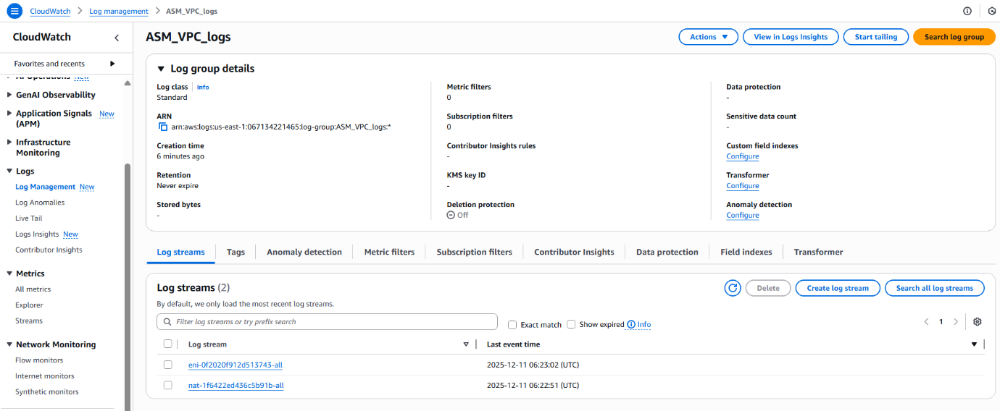 CloudWatch > Log management > ASM_VPC_logs
CloudWatch
Favorites and recents
AI Operations New
GenAI Observability
Application Signals New
(APM)
Infrastructure
Monitoring
Logs
Log Management New
Log Anomalies
Live Tail
Logs Insights New
Contributor Insights
Metrics
All metrics
Explorer
Streams
Network Monitoring
Flow monitors
Internet monitors
Synthetic monitors
ASM_VPC_logs
Actions View in Logs Insights Start tailing Search log group
Log group details
Log class Info
Standard
ARN
arn:aws:logs:us-east-1:067134221465:log-group:ASM_VPC_logs:*
Creation time
6 minutes ago
Retention
Never expire
Stored bytes
-
Metric filters
0
Subscription filters
0
Contributor Insights rules
-
KMS key ID
-
Deletion protection
Off
Data protection
-
Sensitive data count
-
Custom field indexes
Configure
Transformer
Configure
Anomaly detection
Configure
Log streams Tags Anomaly detection Metric filters Subscription filters Contributor Insights Data protection Field indexes Transformer
Log streams (2)
Delete Create log stream Search all log streams
By default, we only load the most recent log streams.
Filter log streams or try prefix search Exact match Show expired Info 1
Log stream Last event time
eni-0f2020f912d513743-all 2025-12-11 06:23:02 (UTC)
nat-1f6422ed436c5b91b-all 2025-12-11 06:22:51 (UTC)